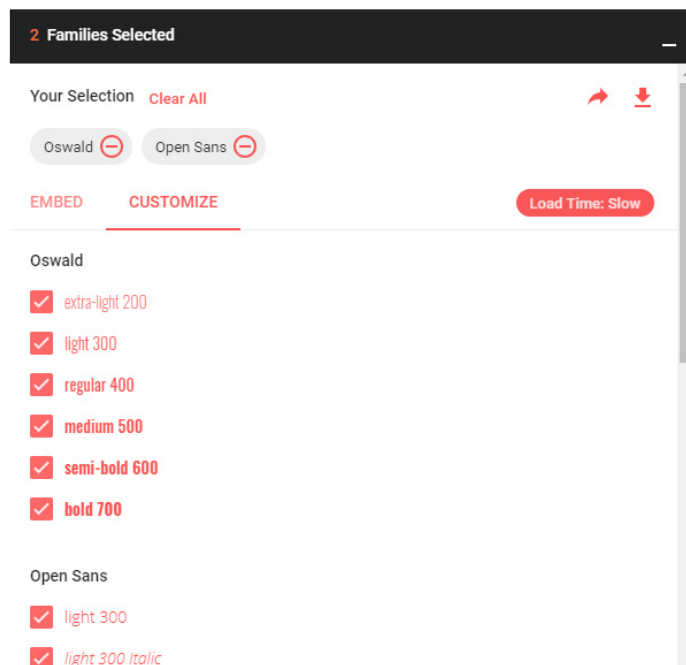 2 Families Selected
Your Selection Clear All
Oswald Open Sans
EMBED CUSTOMIZE Load Time: Slow
Oswald
extra-light 200
light 300
regular 400
medium 500
semi-bold 600
bold 700
Open Sans
light 300
light 300 Italic